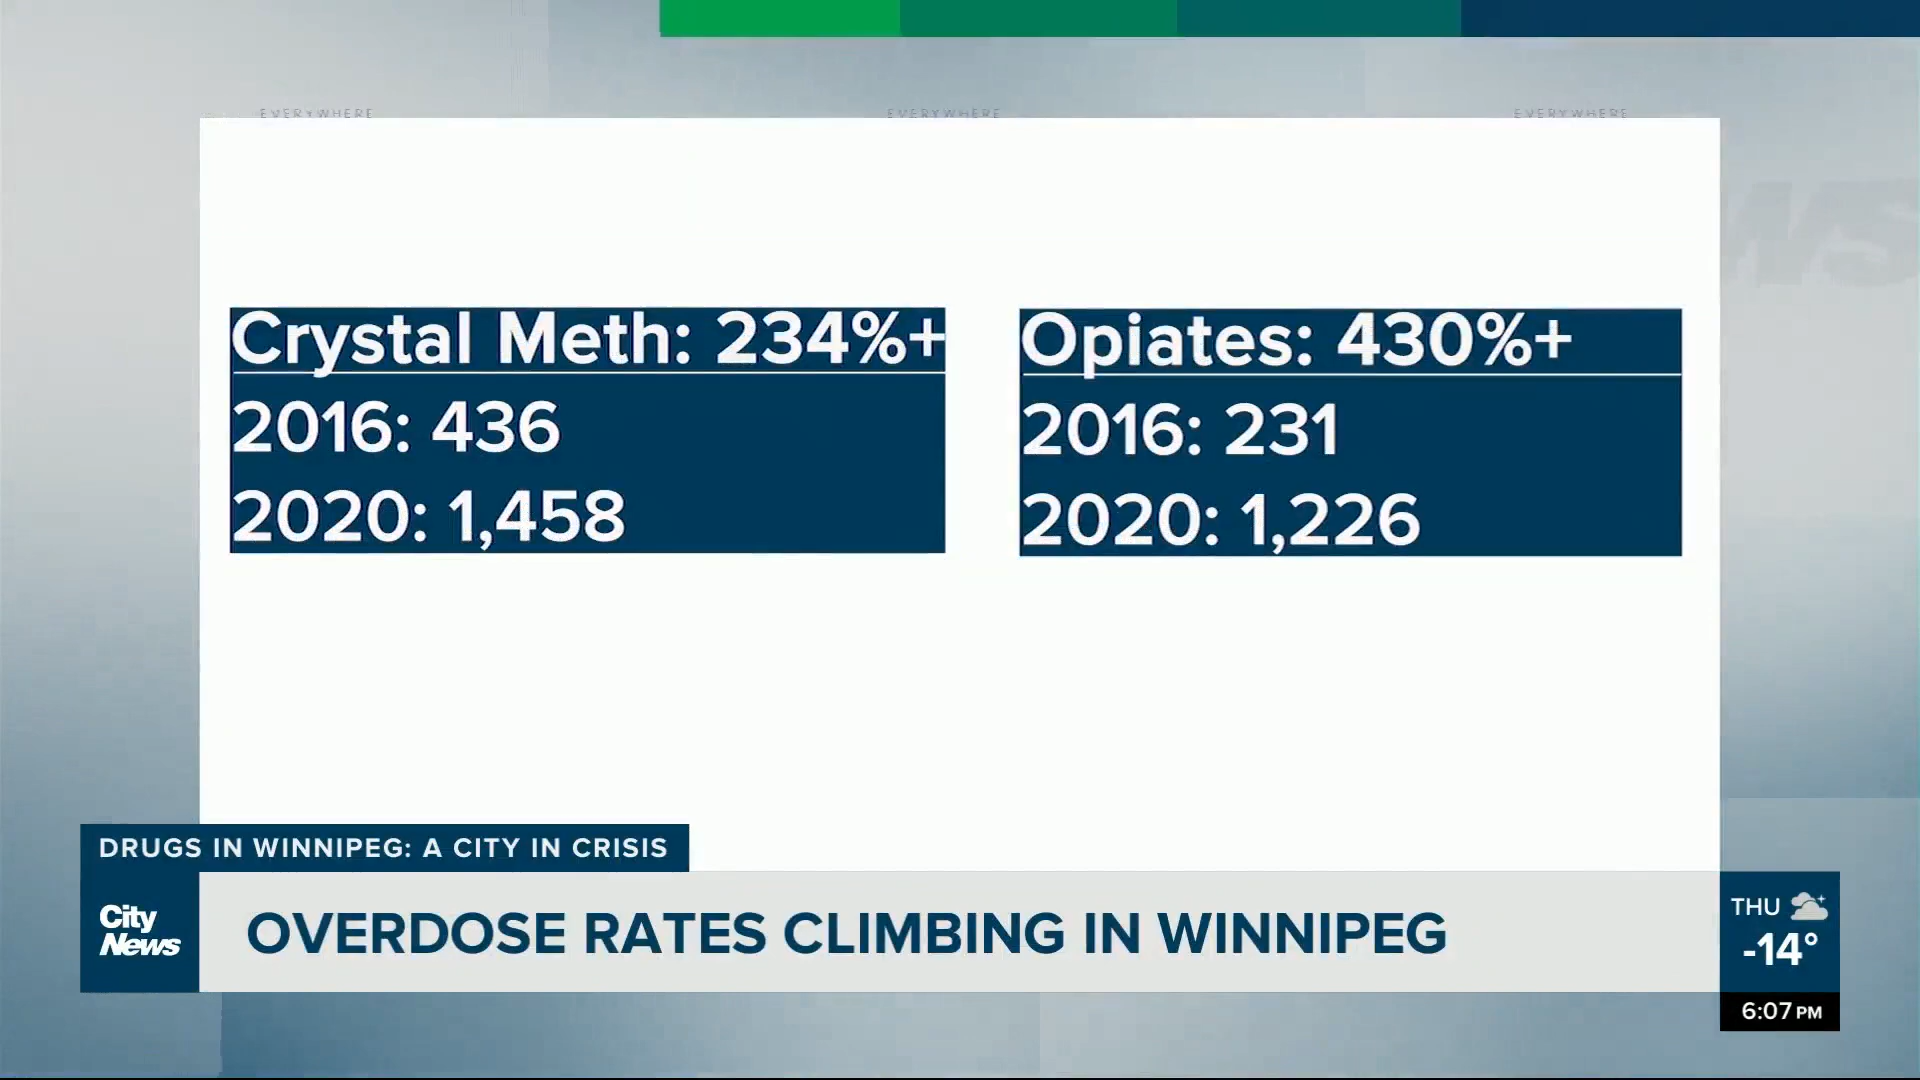 EVERYWHERE EVERYWHERE EVERYWHERE
Crystal Meth: 234%+
2016: 436
2020: 1,458
Opiates: 430%+
2016: 231
2020: 1,226
DRUGS IN WINNIPEG: A CITY IN CRISIS
City
News
OVERDOSE RATES CLIMBING IN WINNIPEG
THU
-14°
6:07 PM